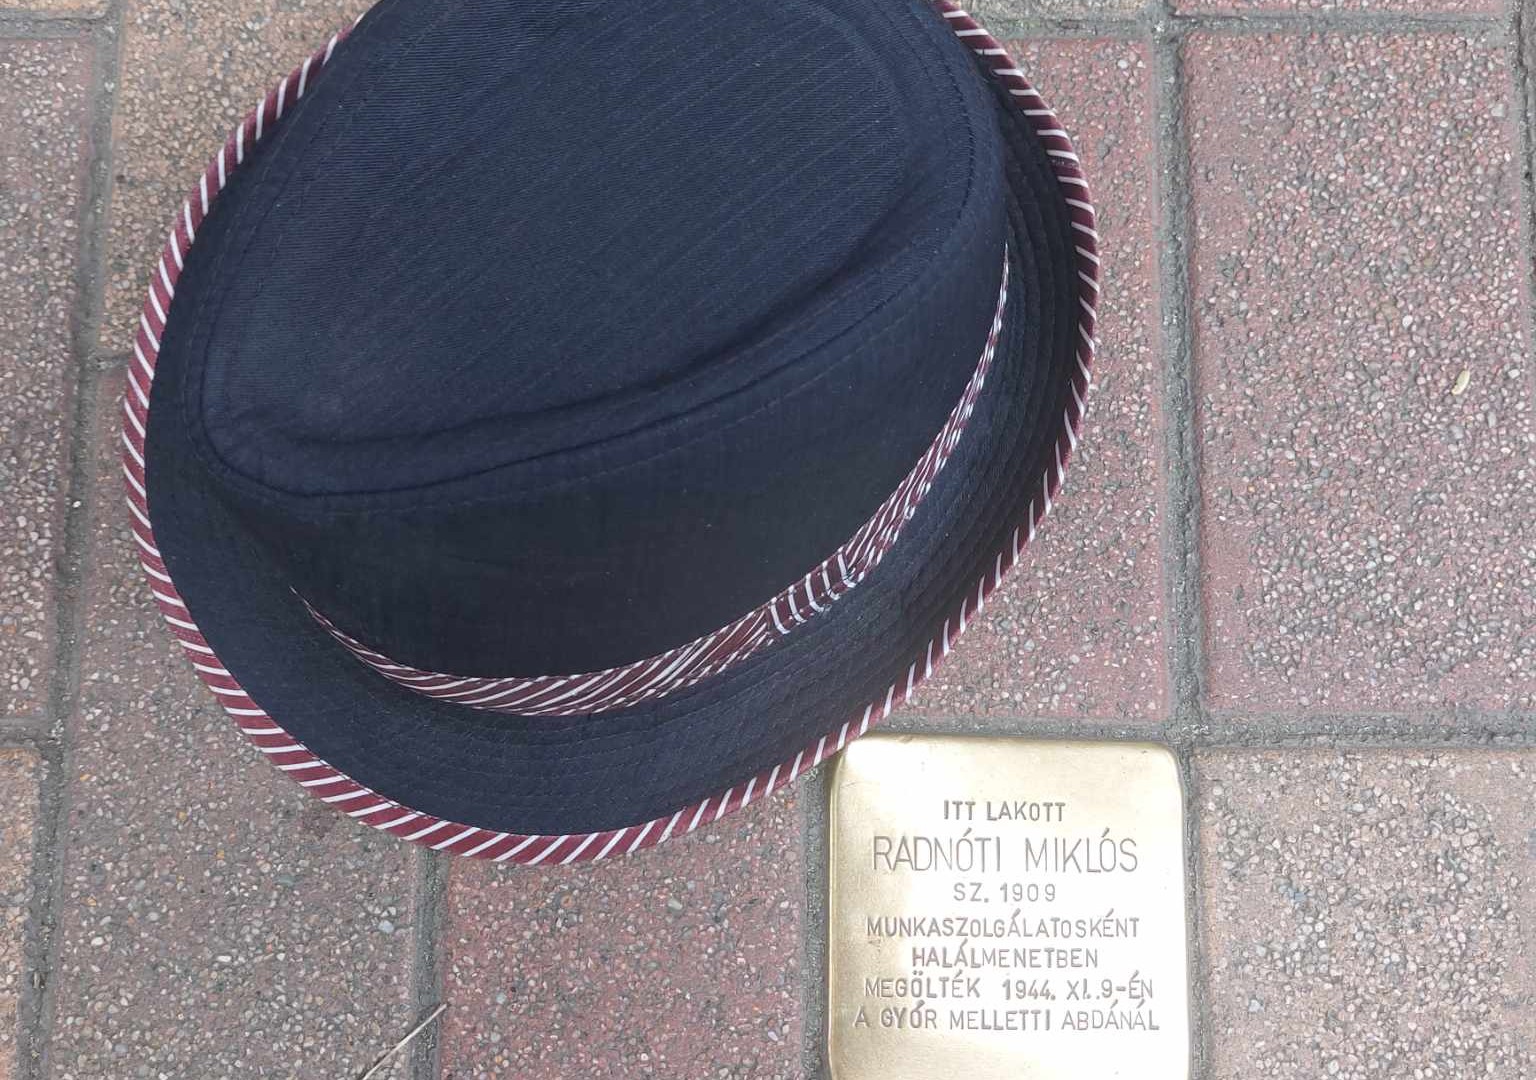 ITT LAKOTT
RADNÓTI MIKLÓS
SZ. 1909
MUNKASZOLGÁLATOSKÉNT
HALÁLMENETBEN
MEGÖLTÉK 1944. XI. 9-ÉN
A GYŐR MELLETTI ABDÁNÁL